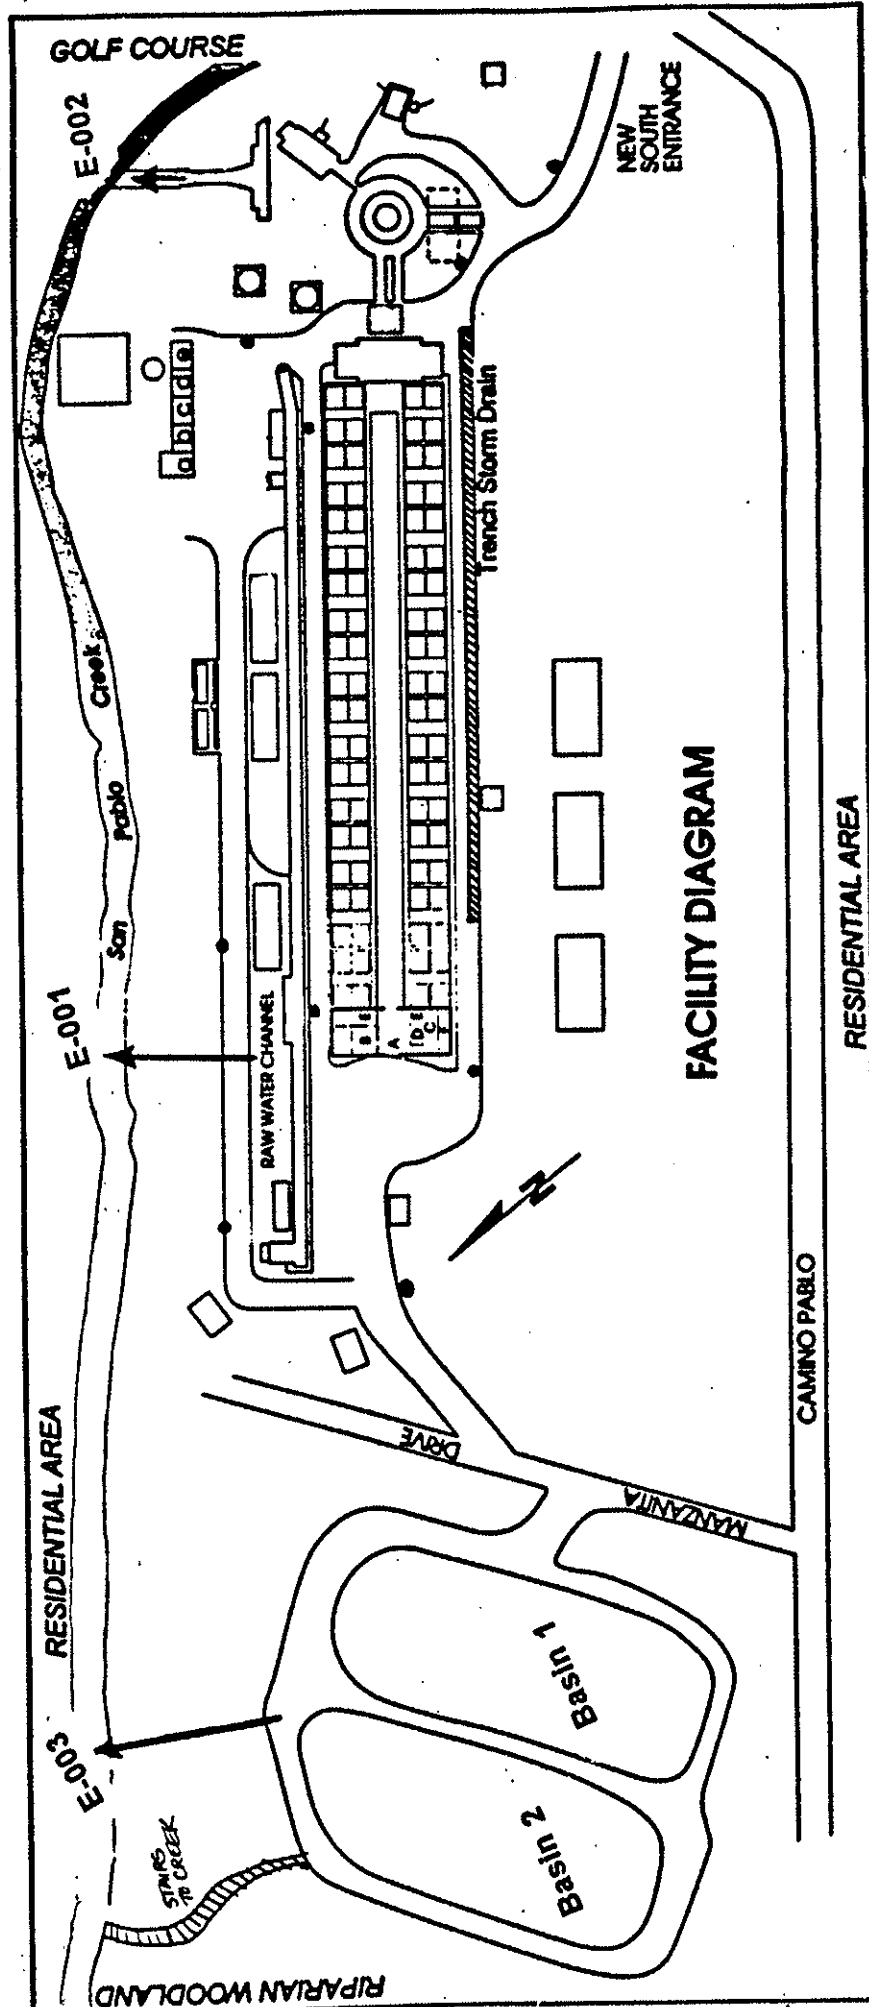 GOLF COURSE
E-002
NEW
SOUTH
ENTRANCE
a b c d e
Trench Storm Drain
San Pablo Creek
E-001
RAW WATER CHANNEL
B
E
A
D
E
C
F
FACILITY DIAGRAM
RESIDENTIAL AREA
N
CAMINO PABLO
RESIDENTIAL AREA
DRIVE
MANZANITA
E-003
Basin 1
Basin 2
STAIRS
TO CREEK
RIPARIAN WOODLAND